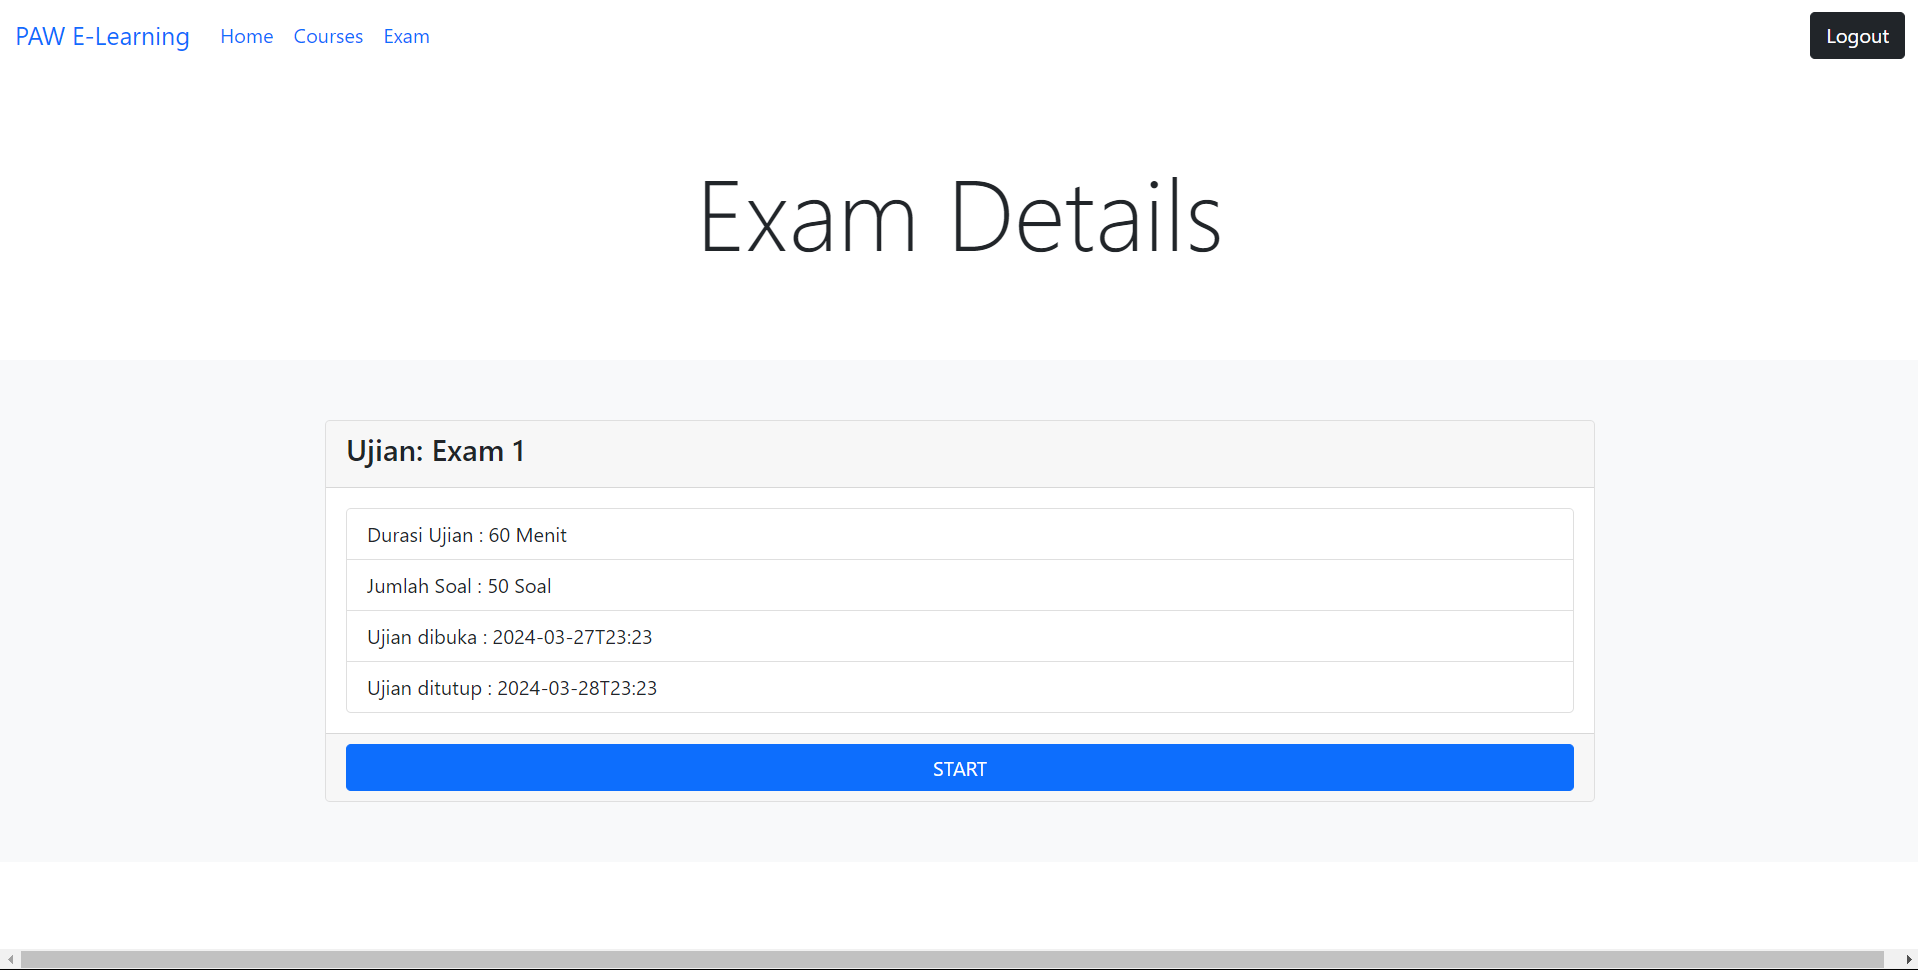 PAW E-Learning Home Courses Exam Logout
Exam Details
Ujian: Exam 1
Durasi Ujian : 60 Menit
Jumlah Soal : 50 Soal
Ujian dibuka : 2024-03-27T23:23
Ujian ditutup : 2024-03-28T23:23
START